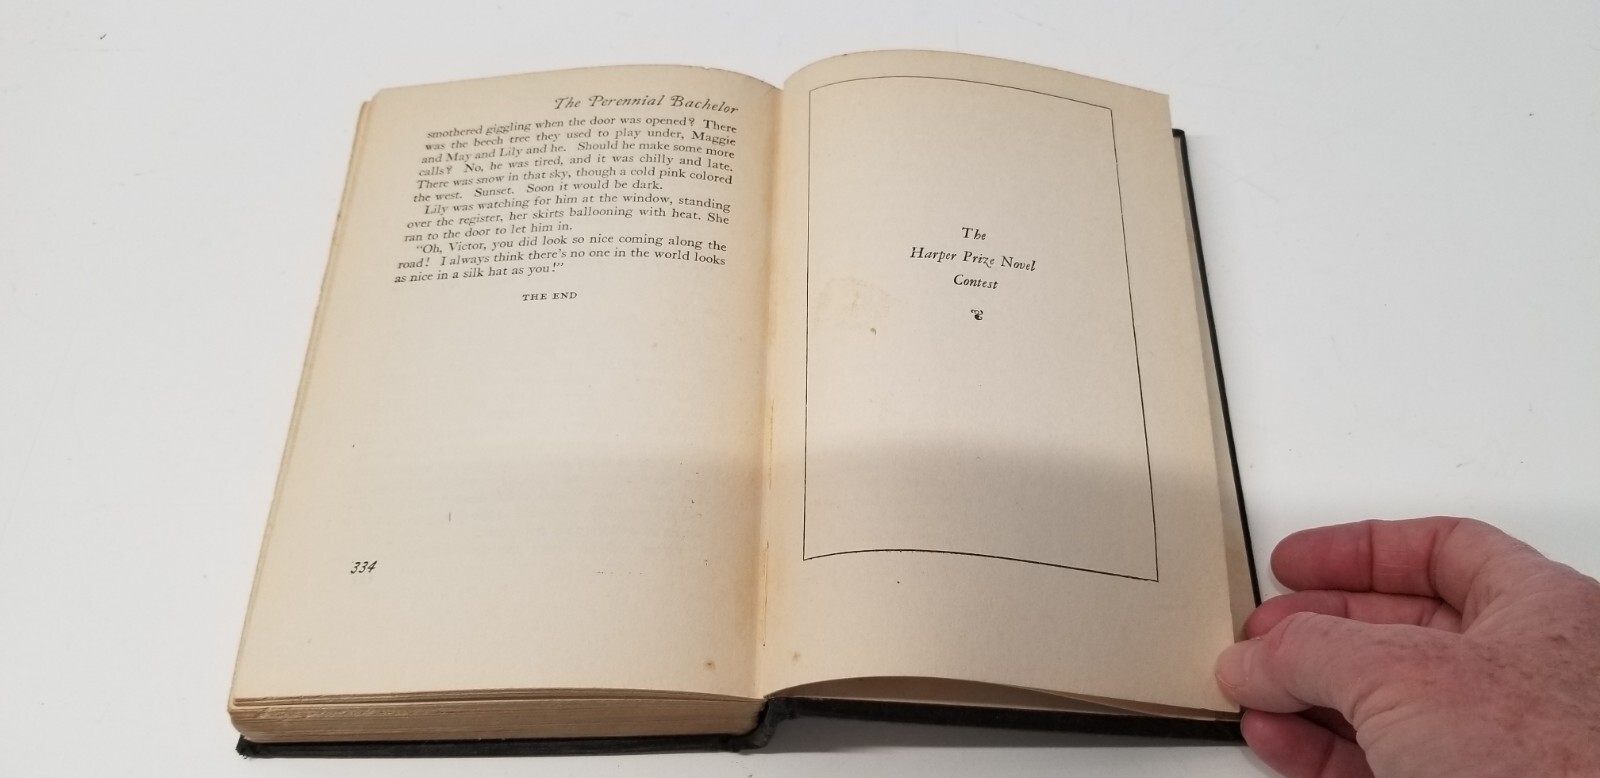 The Perennial Bachelor
smothered giggling when the door was opened? There
was the beech tree they used to play under, Maggie
and May and Lily and he. Should he make some more
calls? No, he was tired, and it was chilly and late.
There was snow in that sky, though a cold pink colored
the west. Sunset. Soon it would be dark.
Lily was watching for him at the window, standing
over the register, her skirts ballooning with heat. She
ran to the door to let him in.
"Oh, Victor, you did look so nice coming along the
road! I always think there's no one in the world looks
as nice in a silk hat as you!"
THE END
334
The
Harper Prize Novel
Contest